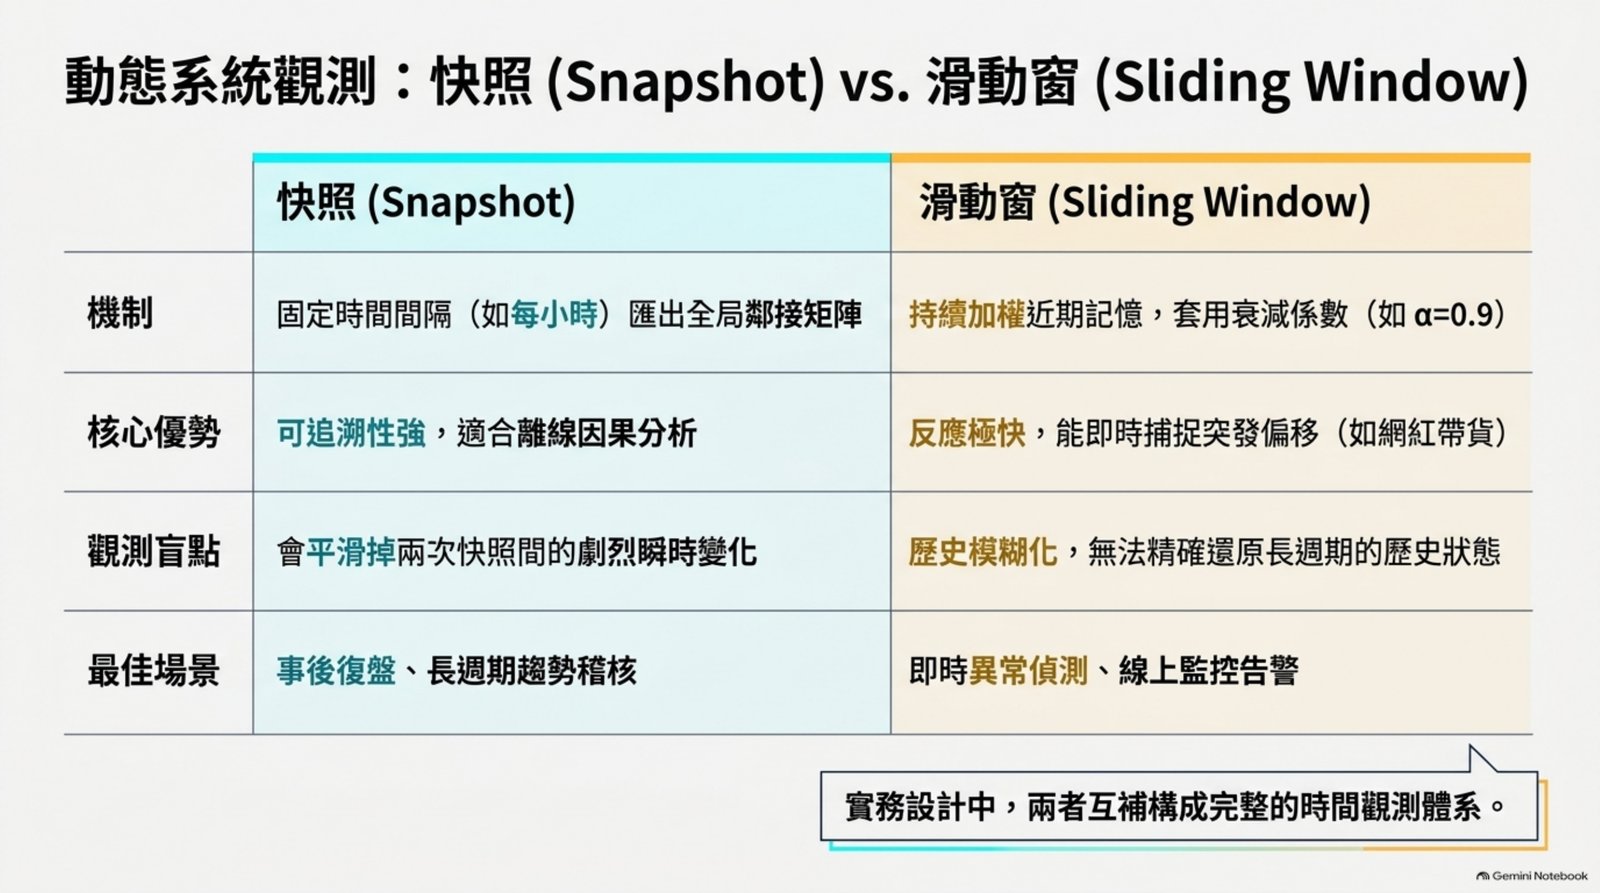 動態系統觀測：快照 (Snapshot) vs. 滑動窗 (Sliding Window)
快照 (Snapshot)
滑動窗 (Sliding Window)
機制
固定時間間隔（如每小時）匯出全局鄰接矩陣
持續加權近期記憶，套用衰減係數（如 α=0.9）
核心優勢
可追溯性強，適合離線因果分析
反應極快，能即時捕捉突發偏移（如網紅帶貨）
觀測盲點
會平滑掉兩次快照間的劇烈瞬時變化
歷史模糊化，無法精確還原長週期的歷史狀態
最佳場景
事後復盤、長週期趨勢稽核
即時異常偵測、線上監控告警
實務設計中，兩者互補構成完整的時間觀測體系。
Gemini Notebook